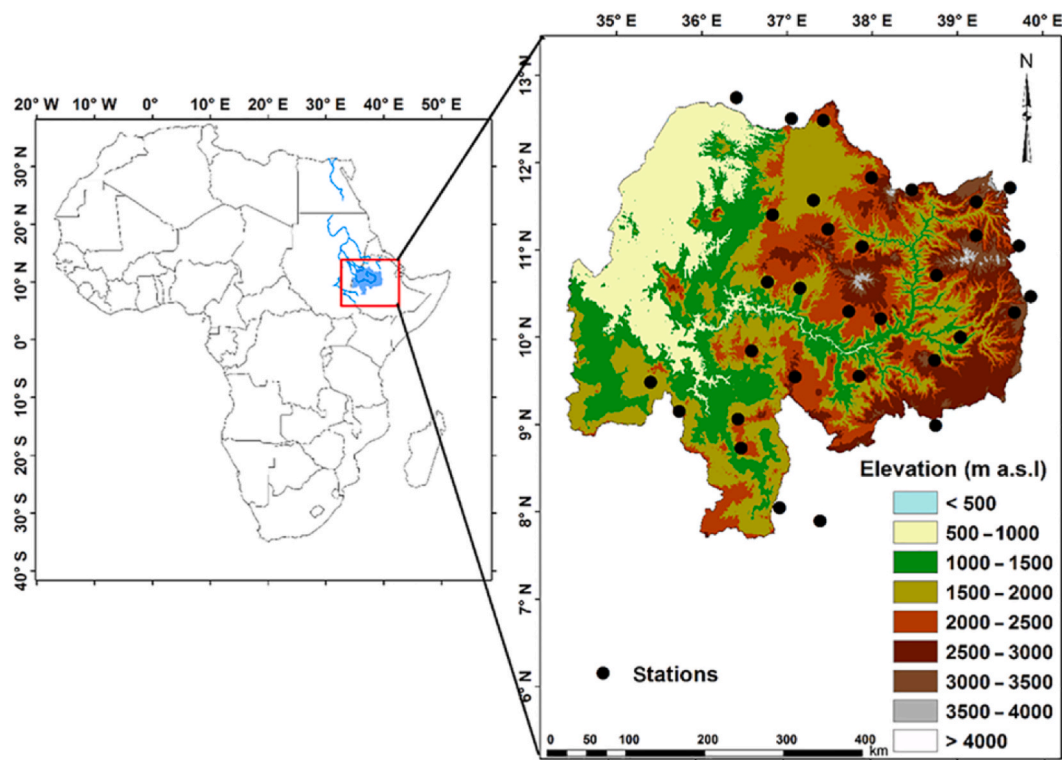 20° W 10° W 0° 10° E 20° E 30° E 40° E 50° E
30° N
20° N
10° N
0°
10° S
20° S
30° S
40° S
35° E 36° E 37° E 38° E 39° E 40° E
N
13° N
12° N
11° N
10° N
9° N
8° N
7° N
6° N
Elevation (m a.s.l)
< 500
500 – 1000
1000 – 1500
1500 – 2000
2000 – 2500
2500 – 3000
3000 – 3500
3500 – 4000
> 4000
Stations
0 50 100 200 300 400
km